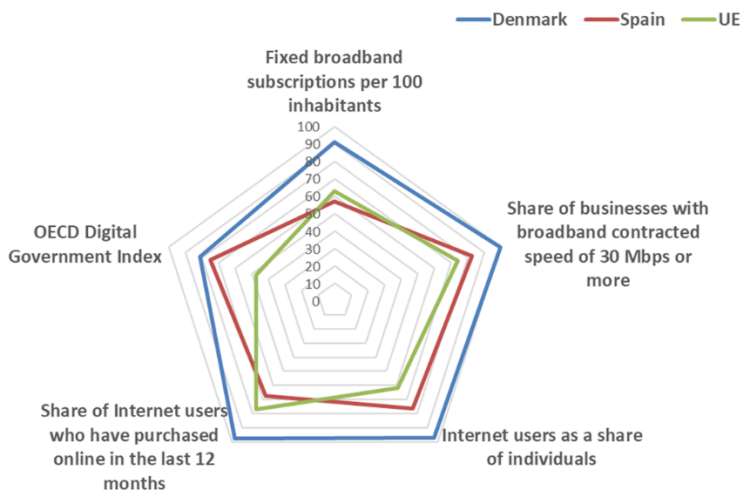 Denmark Spain UE
Fixed broadband
subscriptions per 100
inhabitants
100
90
80
70
60
50
40
30
20
10
0
OECD Digital
Government Index
Share of businesses with
broadband contracted
speed of 30 Mbps or
more
Share of Internet users
who have purchased
online in the last 12
months
Internet users as a share
of individuals